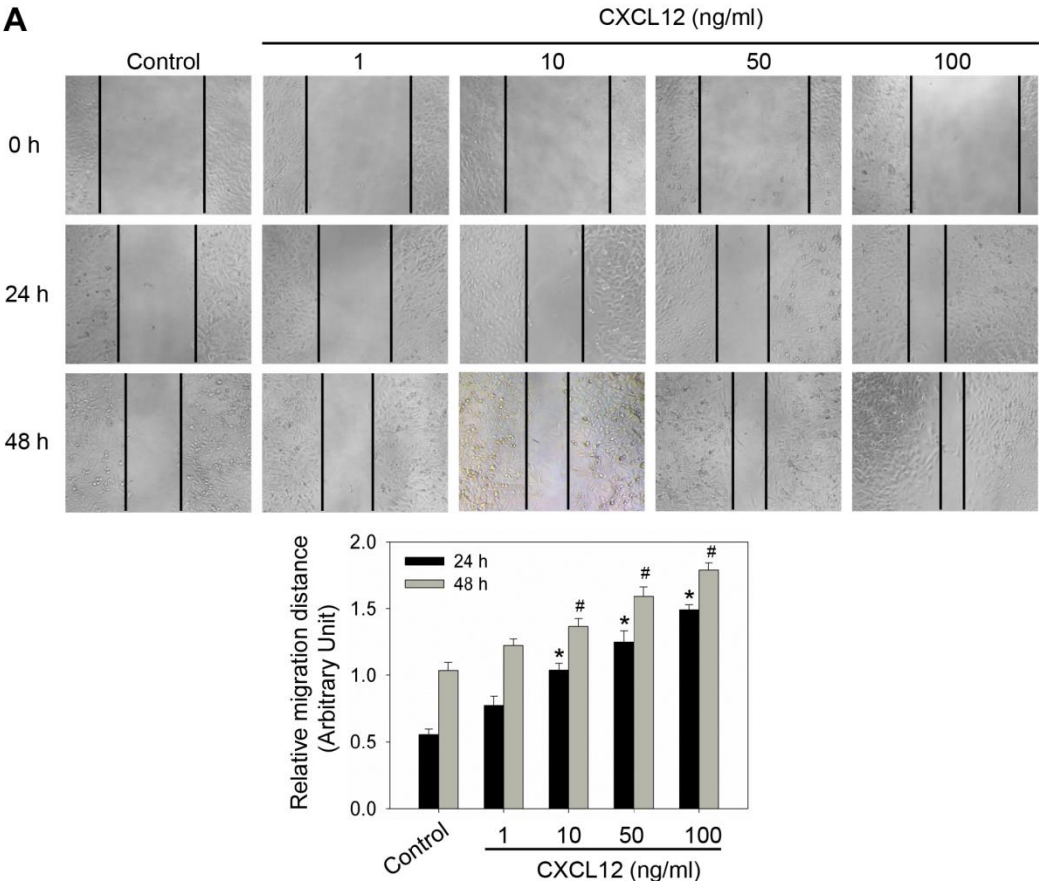 A
CXCL12 (ng/ml)
Control 1 10 50 100
0 h
24 h
48 h
2.0
1.5
1.0
0.5
0.0
Relative migration distance
(Arbitrary Unit)
24 h
48 h
* # * # * #
Control 1 10 50 100
CXCL12 (ng/ml)